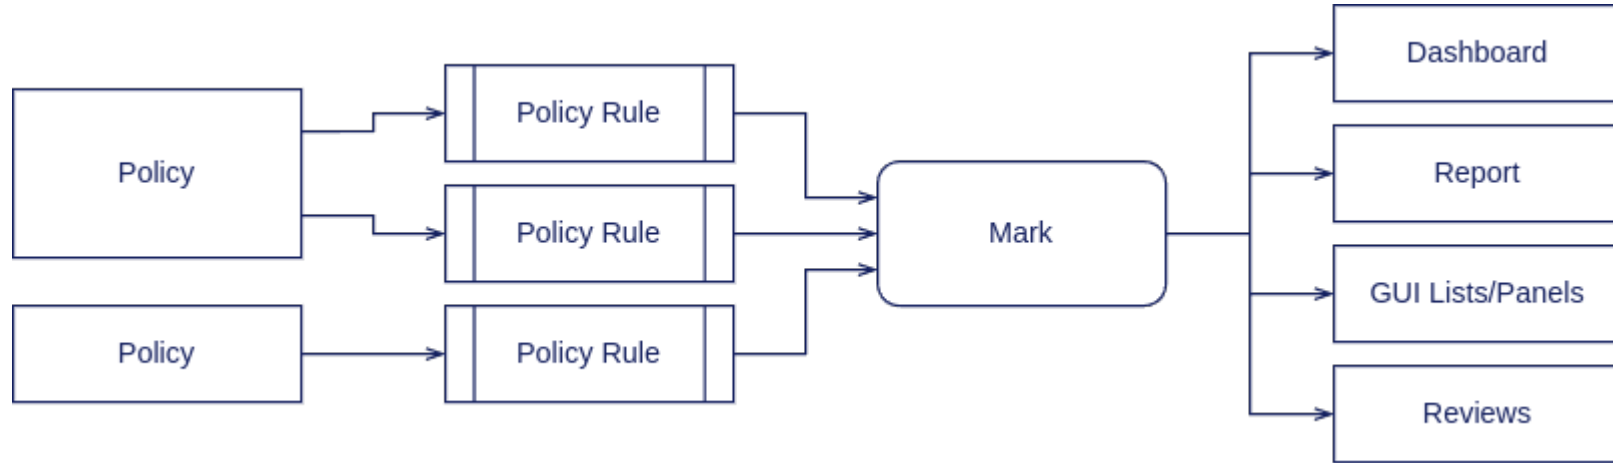 Policy
Policy
Policy Rule
Policy Rule
Policy Rule
Mark
Dashboard
Report
GUI Lists/Panels
Reviews